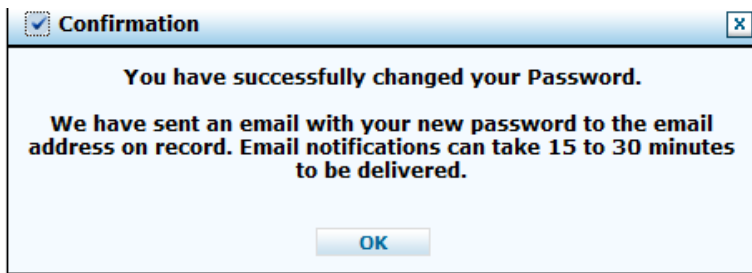 Confirmation
You have successfully changed your Password.
We have sent an email with your new password to the email
address on record. Email notifications can take 15 to 30 minutes
to be delivered.
OK